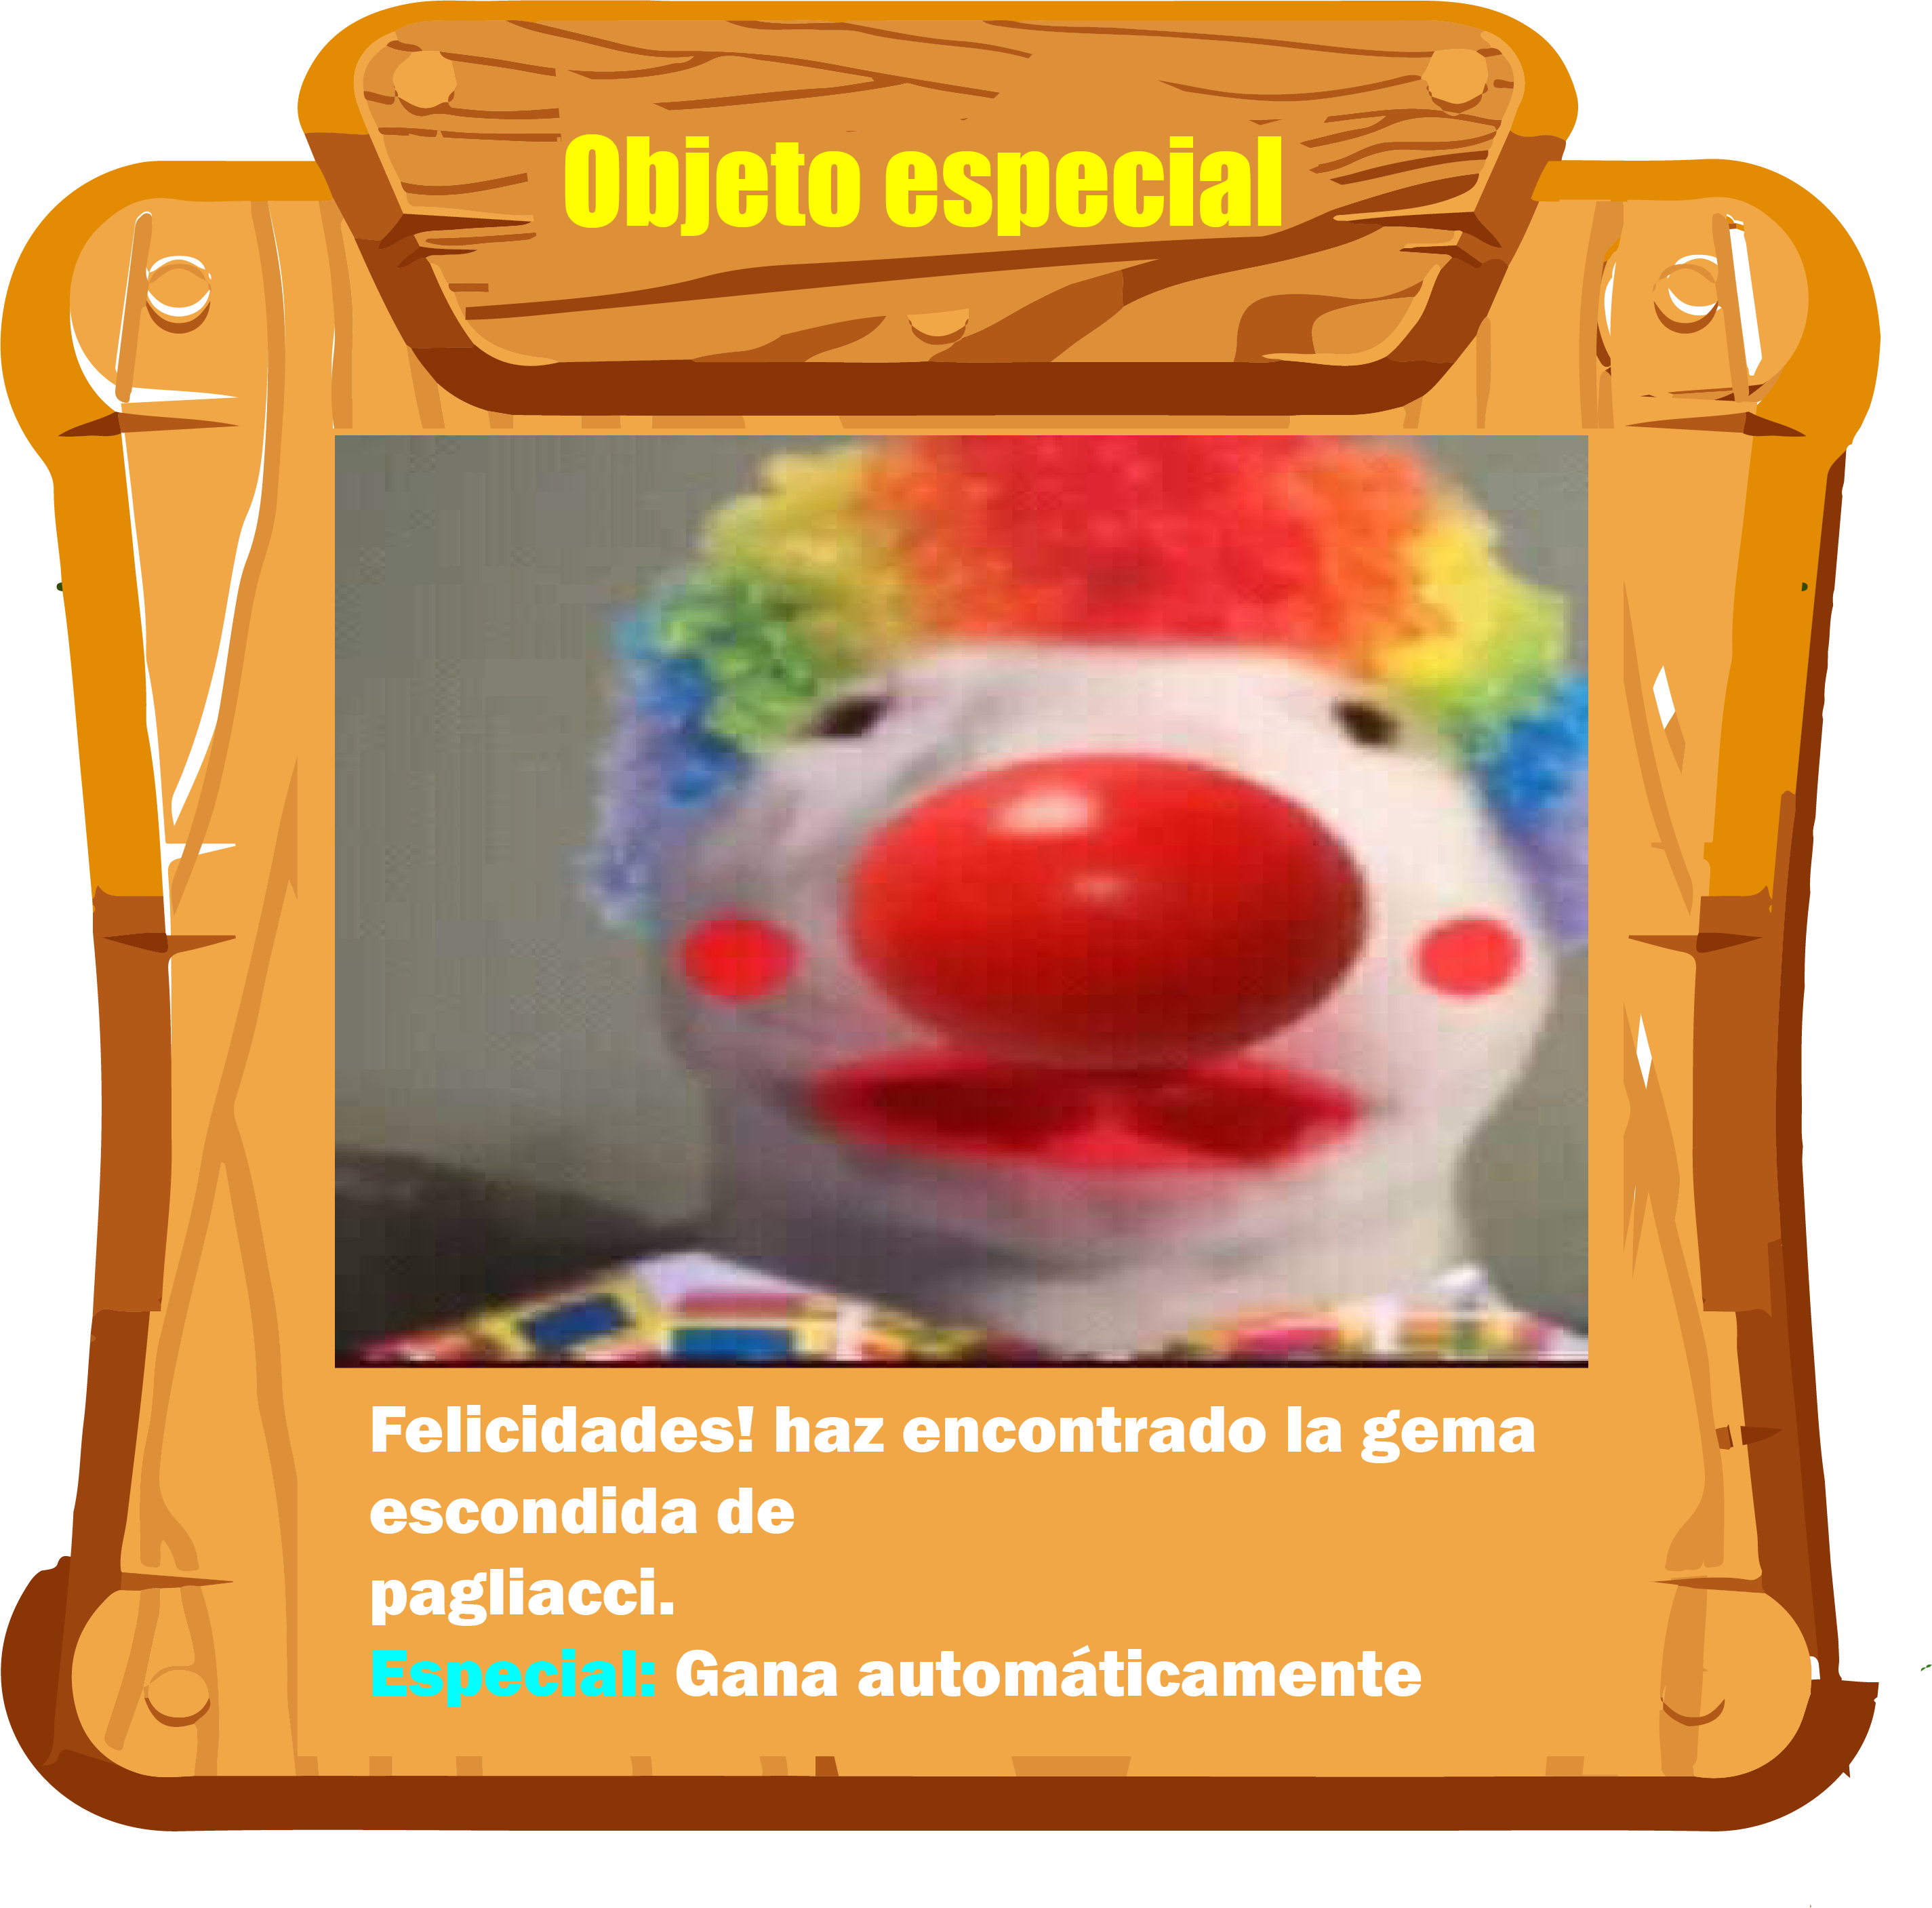 Objeto especial
Felicidades! haz encontrado la gema
escondida de
pagliacci.
Especial: Gana automáticamente